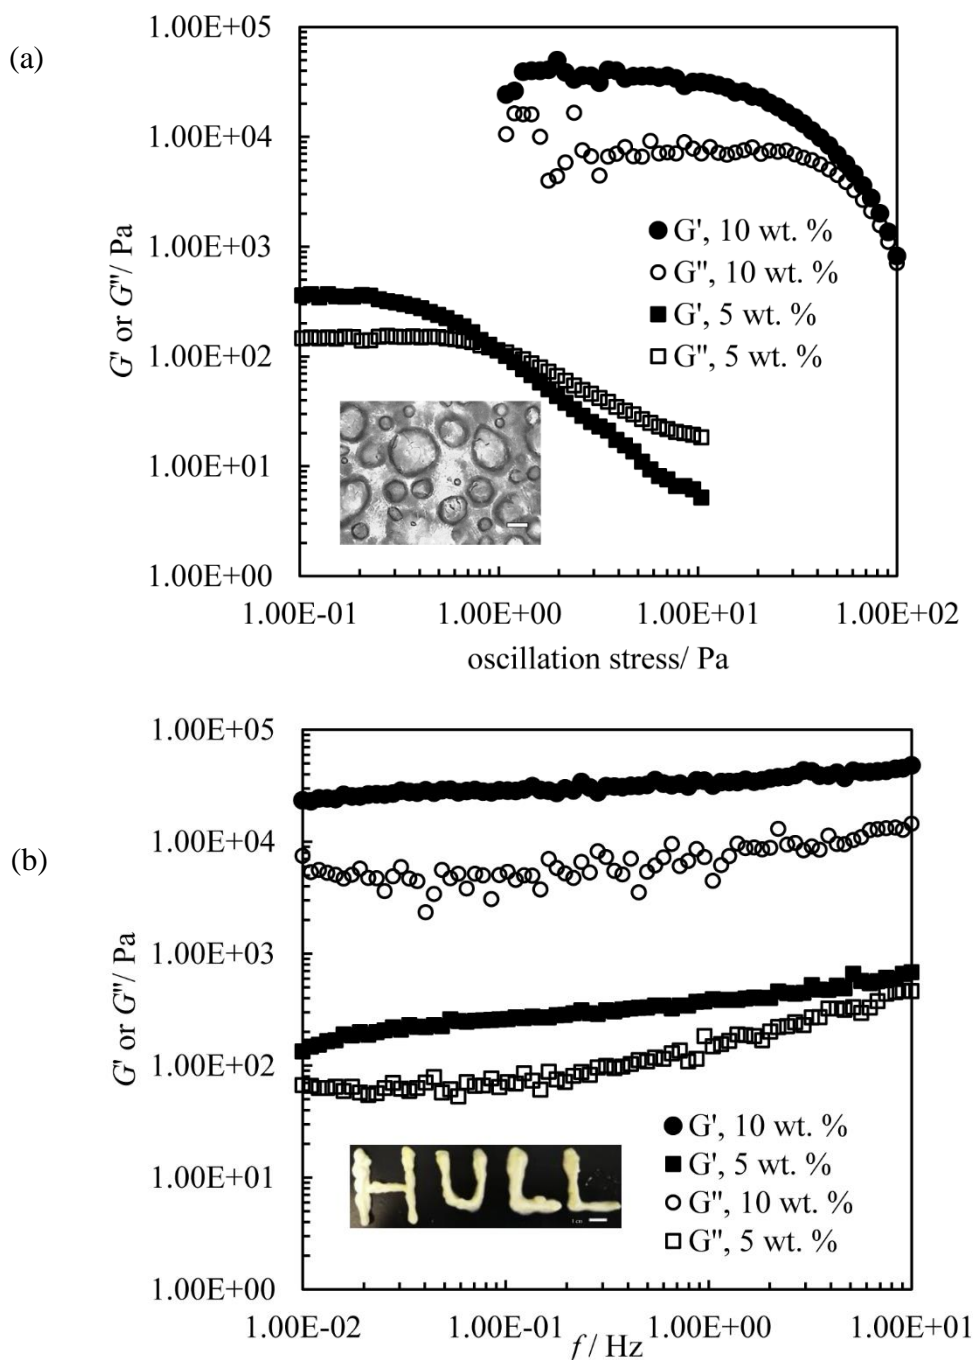 (a)
1.00E+05
1.00E+04
1.00E+03
1.00E+02
1.00E+01
1.00E+00
G' or G''/ Pa
G', 10 wt. %
G'', 10 wt. %
G', 5 wt. %
G'', 5 wt. %
1.00E-01 1.00E+00 1.00E+01 1.00E+02
oscillation stress/ Pa
(b)
1.00E+05
1.00E+04
1.00E+03
1.00E+02
1.00E+01
1.00E+00
G' or G''/ Pa
HULL
1 cm
G', 10 wt. %
G', 5 wt. %
G'', 10 wt. %
G'', 5 wt. %
1.00E-02 1.00E-01 1.00E+00 1.00E+01
f / Hz